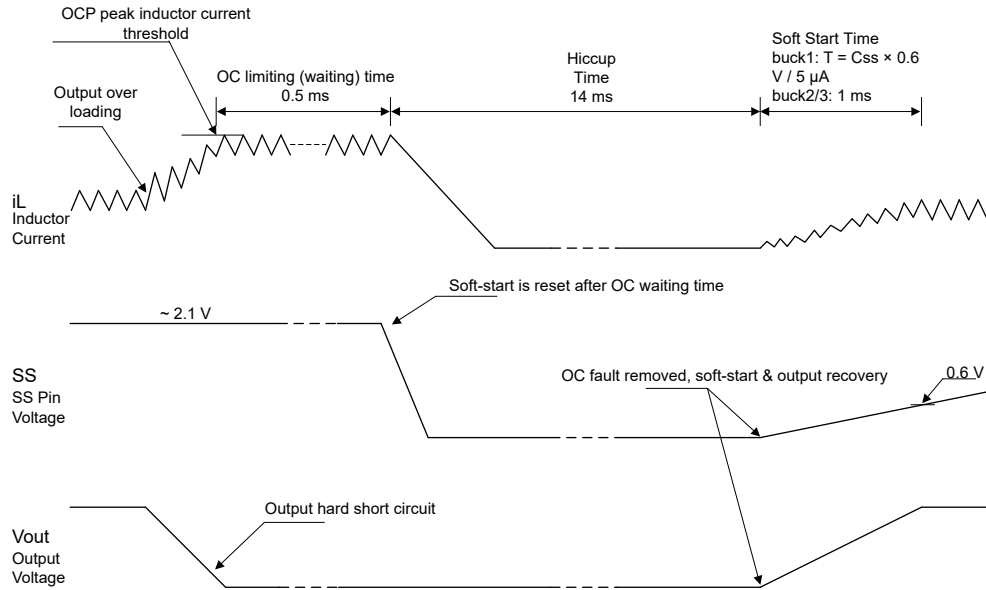 OCP peak inductor current
threshold
Output over
loading
OC limiting (waiting) time
0.5 ms
Hiccup
Time
14 ms
Soft Start Time
buck1: T = Css × 0.6
V / 5 µA
buck2/3: 1 ms
iL
Inductor
Current
Soft-start is reset after OC waiting time
~ 2.1 V
SS
SS Pin
Voltage
OC fault removed, soft-start & output recovery
0.6 V
Output hard short circuit
Vout
Output
Voltage